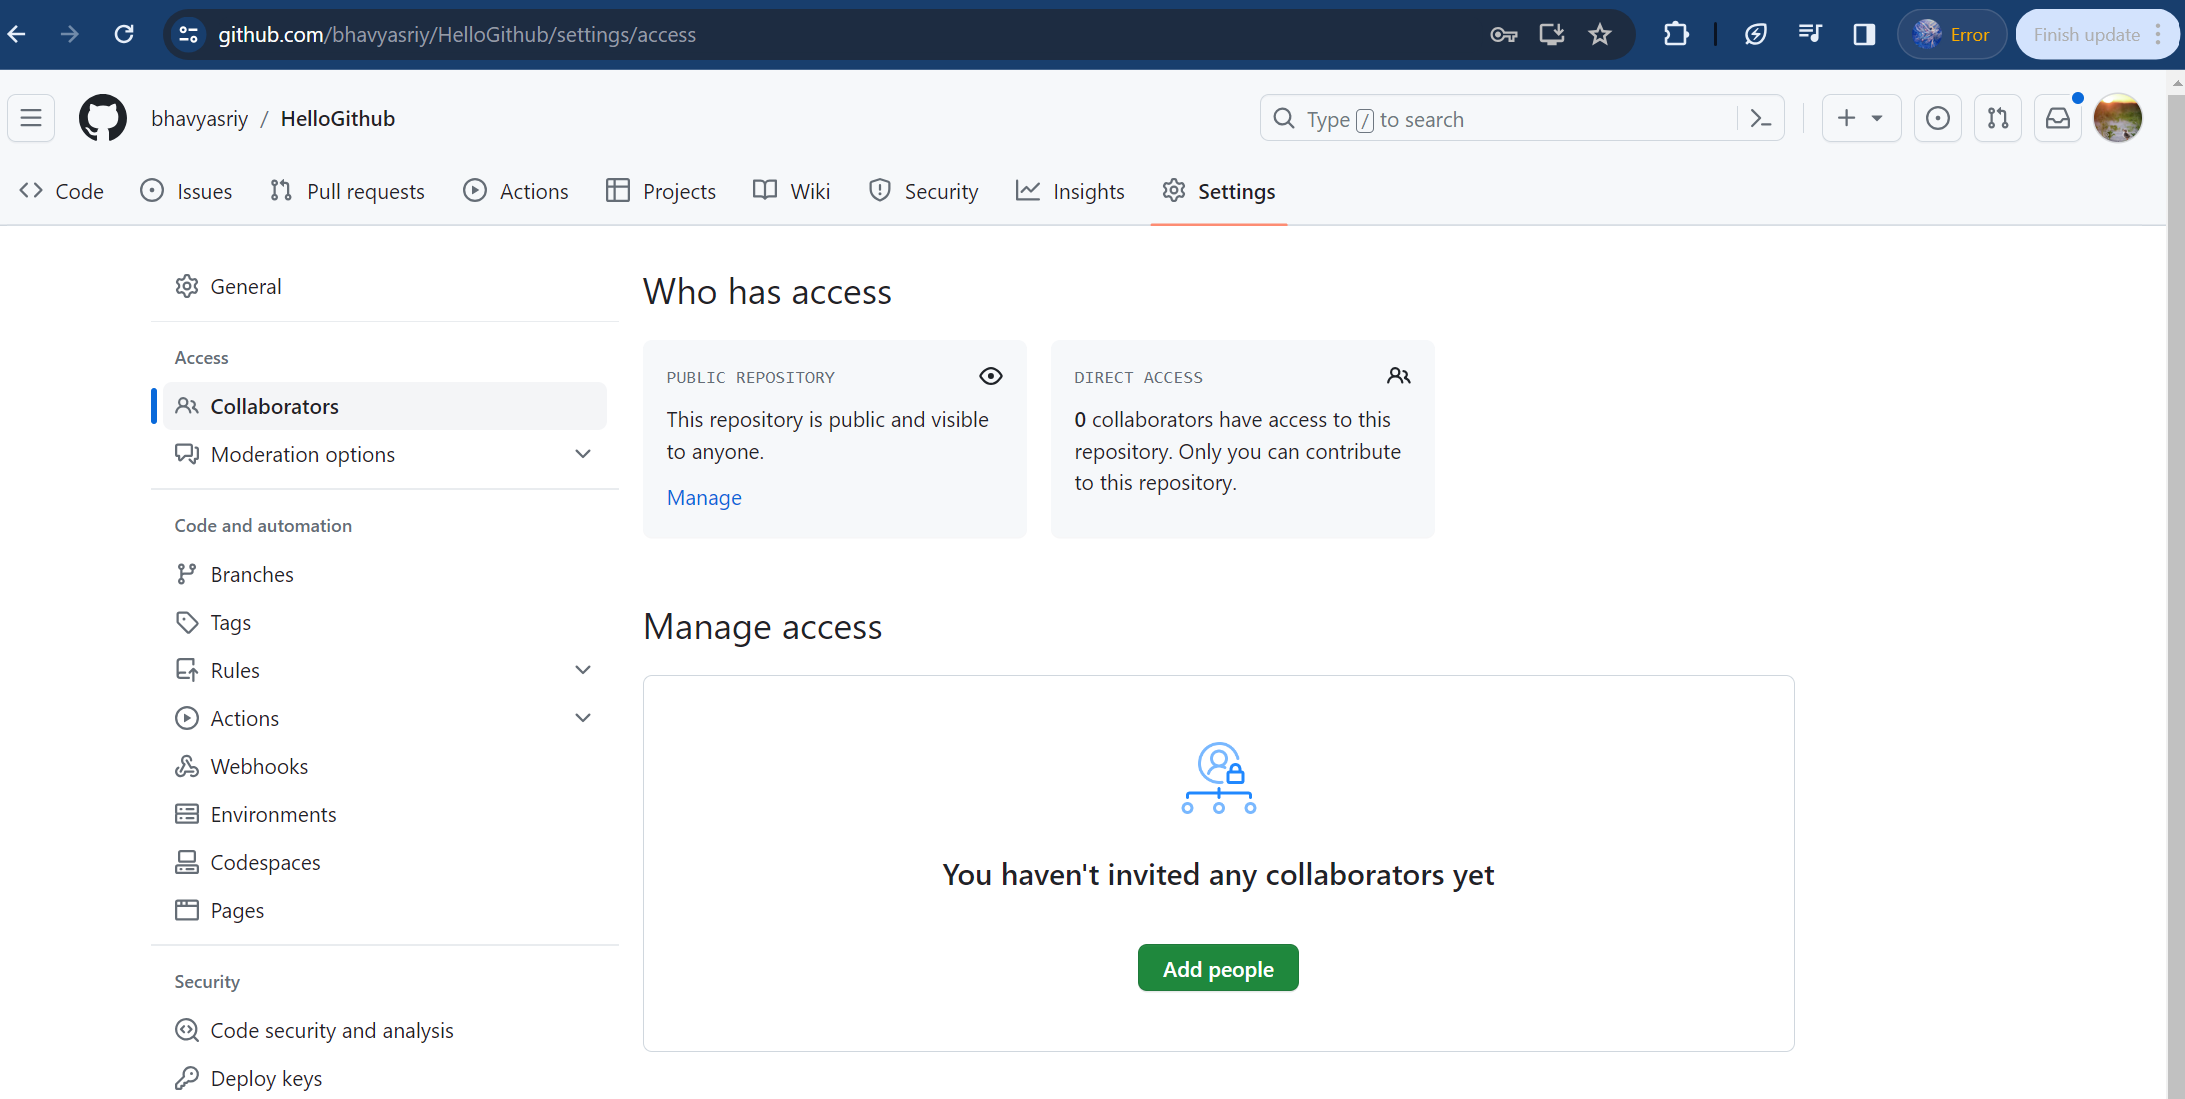 github.com/bhavyasriy/HelloGithub/settings/access
Error
Finish update
bhavyasriy / HelloGithub
Type / to search
Code
Issues
Pull requests
Actions
Projects
Wiki
Security
Insights
Settings
General
Access
Collaborators
Moderation options
Code and automation
Branches
Tags
Rules
Actions
Webhooks
Environments
Codespaces
Pages
Security
Code security and analysis
Deploy keys
Who has access
PUBLIC REPOSITORY
This repository is public and visible
to anyone.
Manage
DIRECT ACCESS
0 collaborators have access to this
repository. Only you can contribute
to this repository.
Manage access
You haven't invited any collaborators yet
Add people